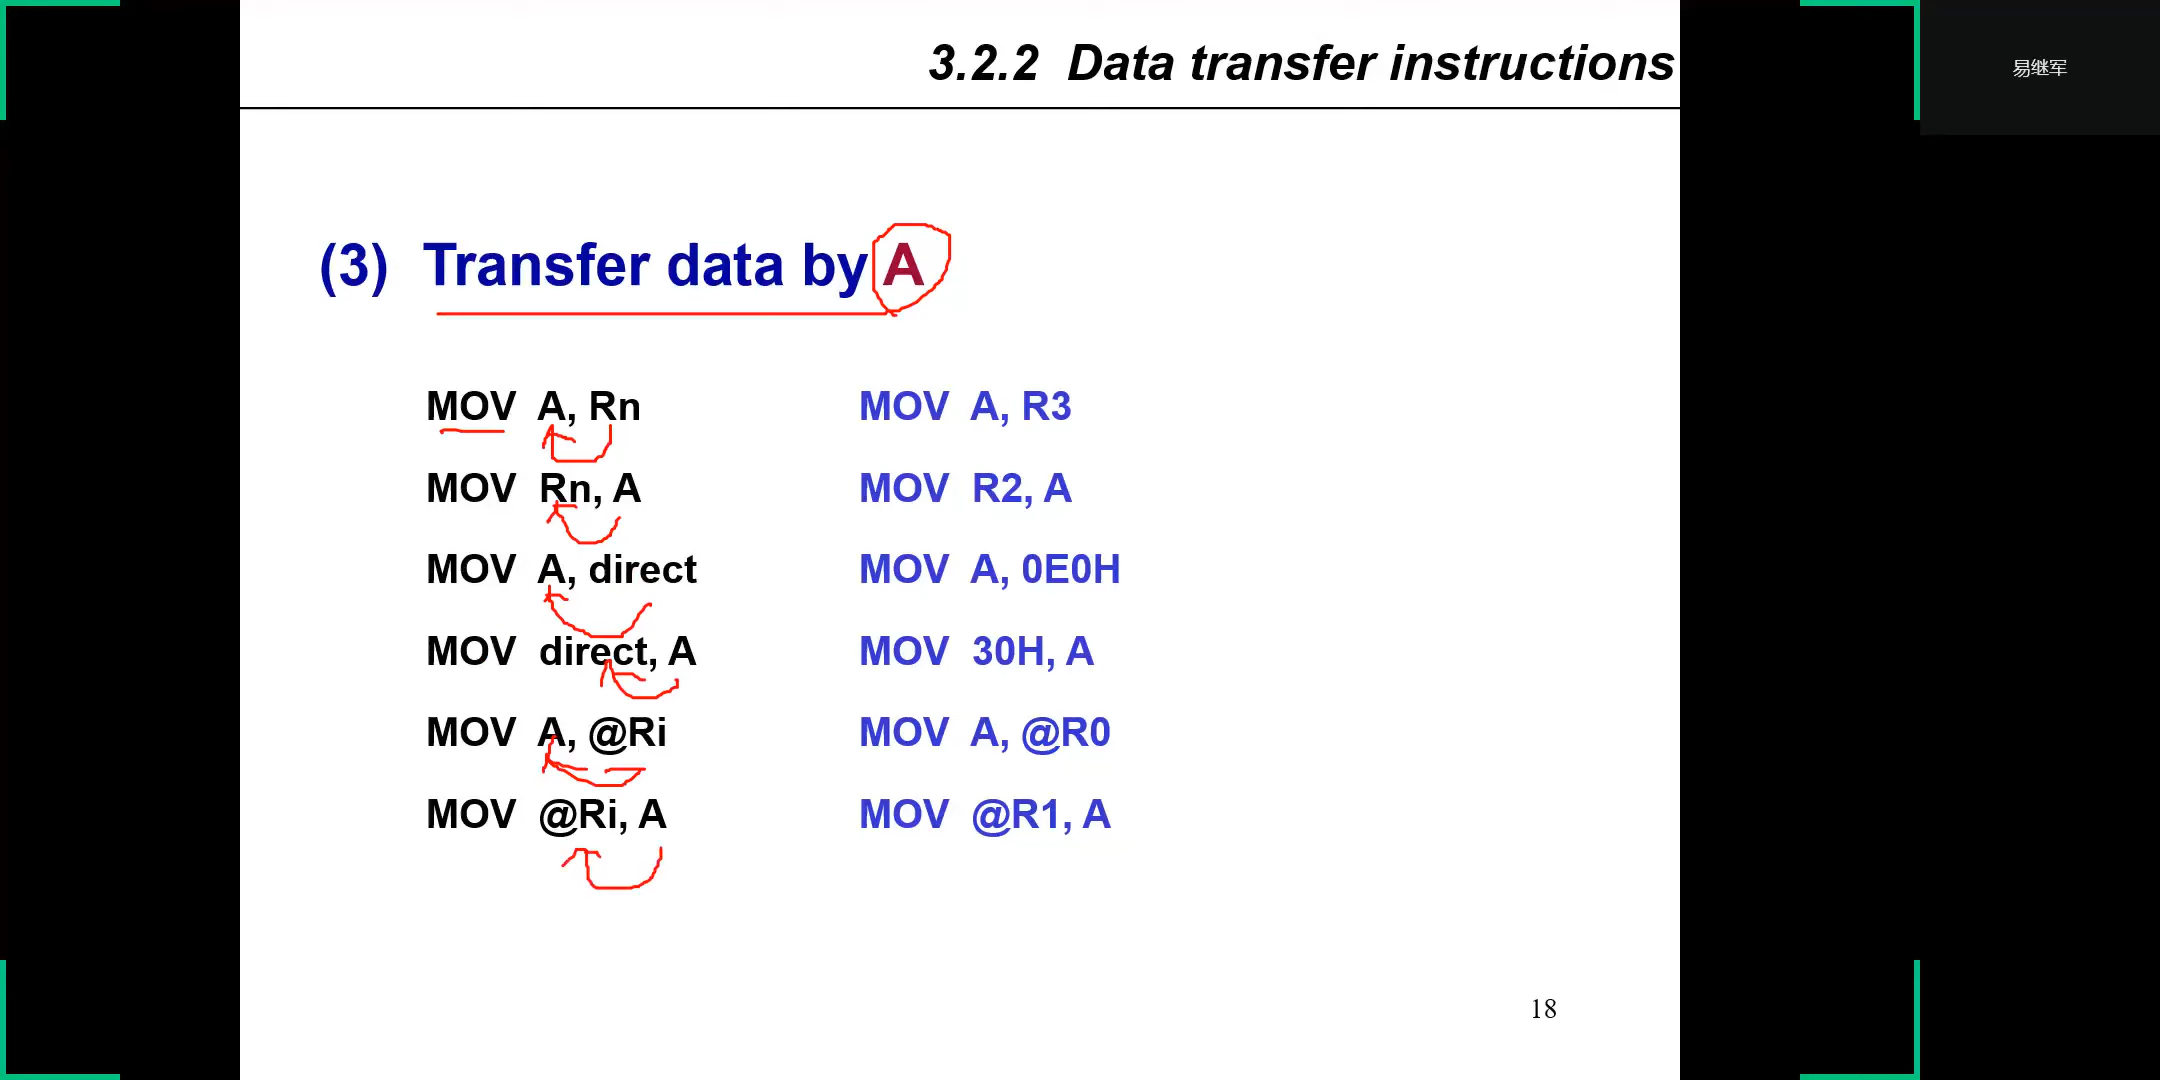 3.2.2 Data transfer instructions
易继军
(3) Transfer data by A
MOV A, Rn MOV A, R3
MOV Rn, A MOV R2, A
MOV A, direct MOV A, 0E0H
MOV direct, A MOV 30H, A
MOV A, @Ri MOV A, @R0
MOV @Ri, A MOV @R1, A
18